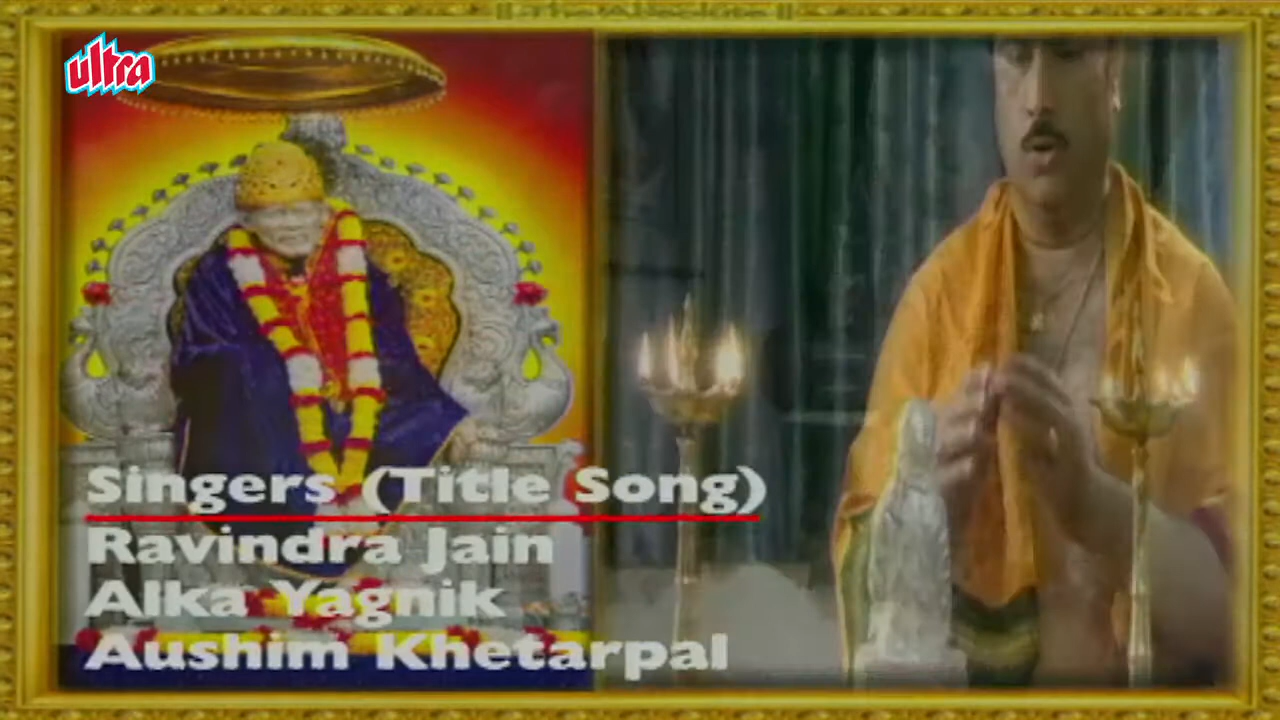 ultra
Singers (Title Song)
Ravindra Jain
Alka Yagnik
Aushim Khetarpal